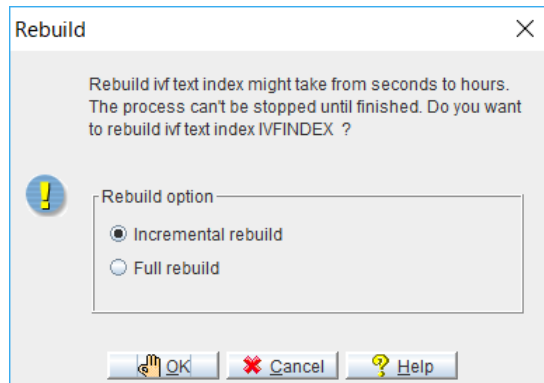 Rebuild
Rebuild ivf text index might take from seconds to hours.
The process can't be stopped until finished. Do you want
to rebuild ivf text index IVFINDEX ?
Rebuild option
Incremental rebuild
Full rebuild
OK Cancel Help